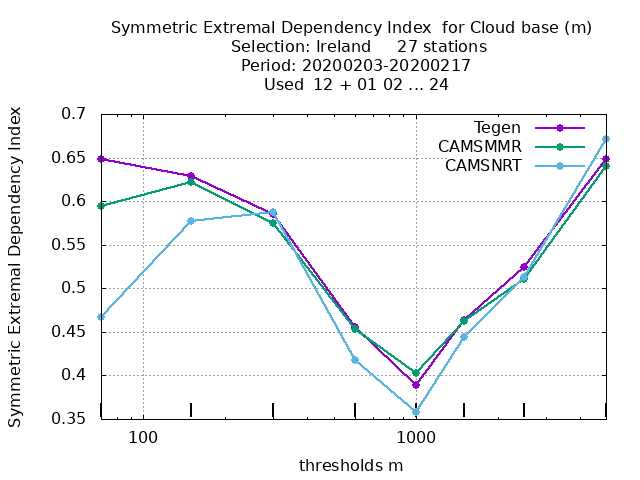 Symmetric Extremal Dependency Index  for Cloud base (m)
Selection: Ireland     27 stations
Period: 20200203-20200217
Used  12 + 01 02 ... 24
Symmetric Extremal Dependency Index
0.7
0.65
0.6
0.55
0.5
0.45
0.4
0.35
Tegen
CAMSMMR
CAMSNRT
100
1000
thresholds m